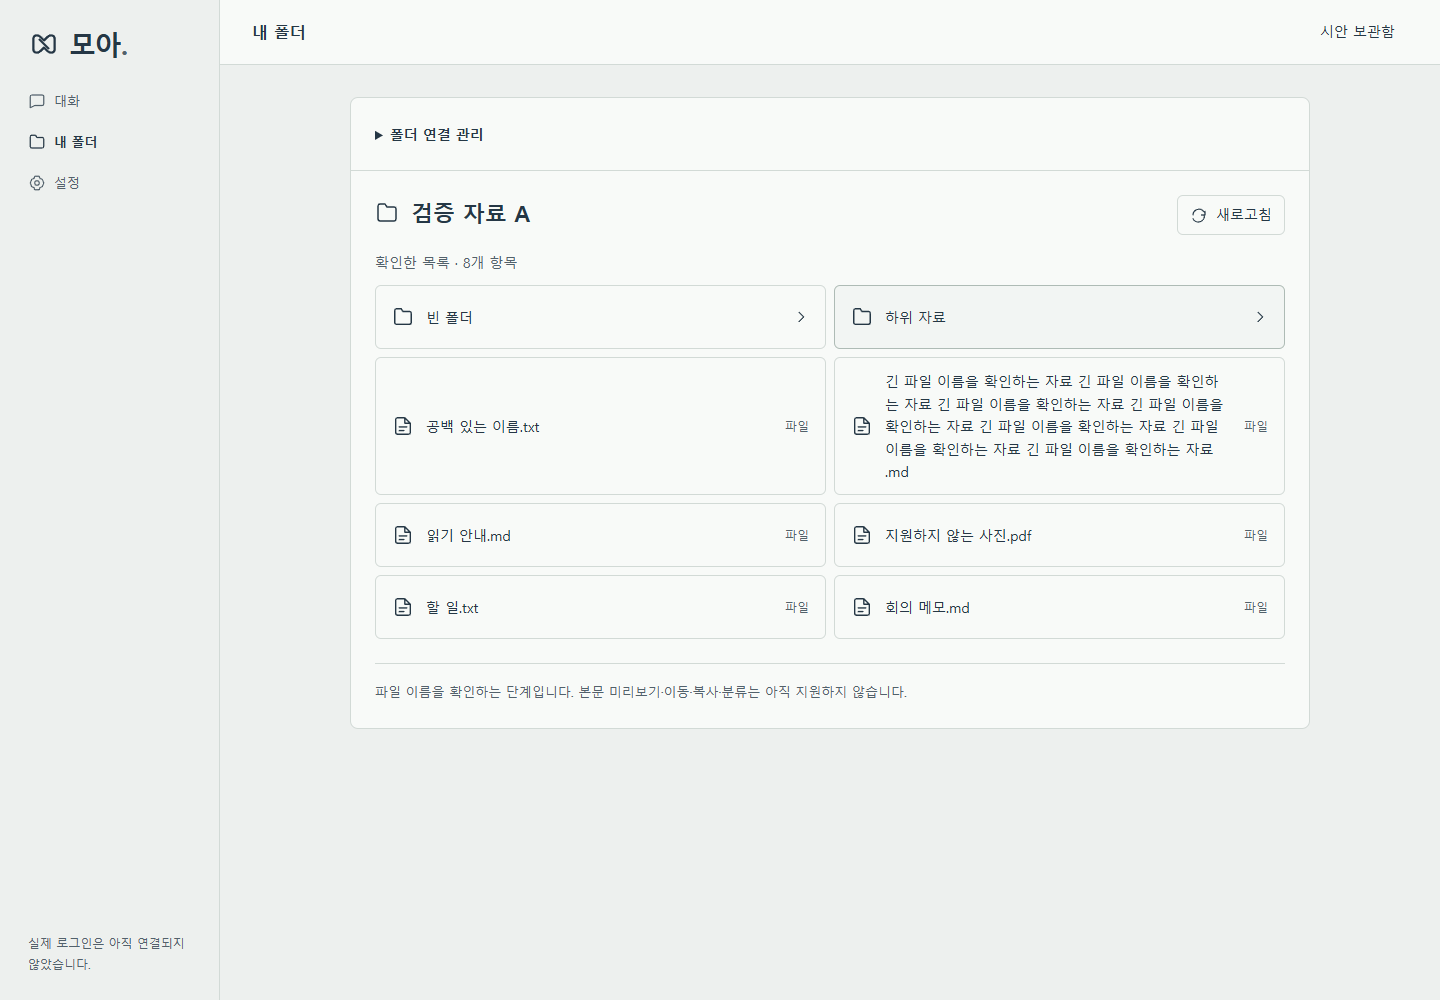 모아.
대화
내 폴더
설정
실제 로그인은 아직 연결되지
않았습니다.
내 폴더
시안 보관함
폴더 연결 관리
검증 자료 A
새로고침
확인한 목록 · 8개 항목
빈 폴더
하위 자료
공백 있는 이름.txt
파일
긴 파일 이름을 확인하는 자료 긴 파일 이름을 확인하
는 자료 긴 파일 이름을 확인하는 자료 긴 파일 이름을
확인하는 자료 긴 파일 이름을 확인하는 자료 긴 파일
이름을 확인하는 자료 긴 파일 이름을 확인하는 자료
.md
파일
읽기 안내.md
파일
지원하지 않는 사진.pdf
파일
할 일.txt
파일
회의 메모.md
파일
파일 이름을 확인하는 단계입니다. 본문 미리보기·이동·복사·분류는 아직 지원하지 않습니다.